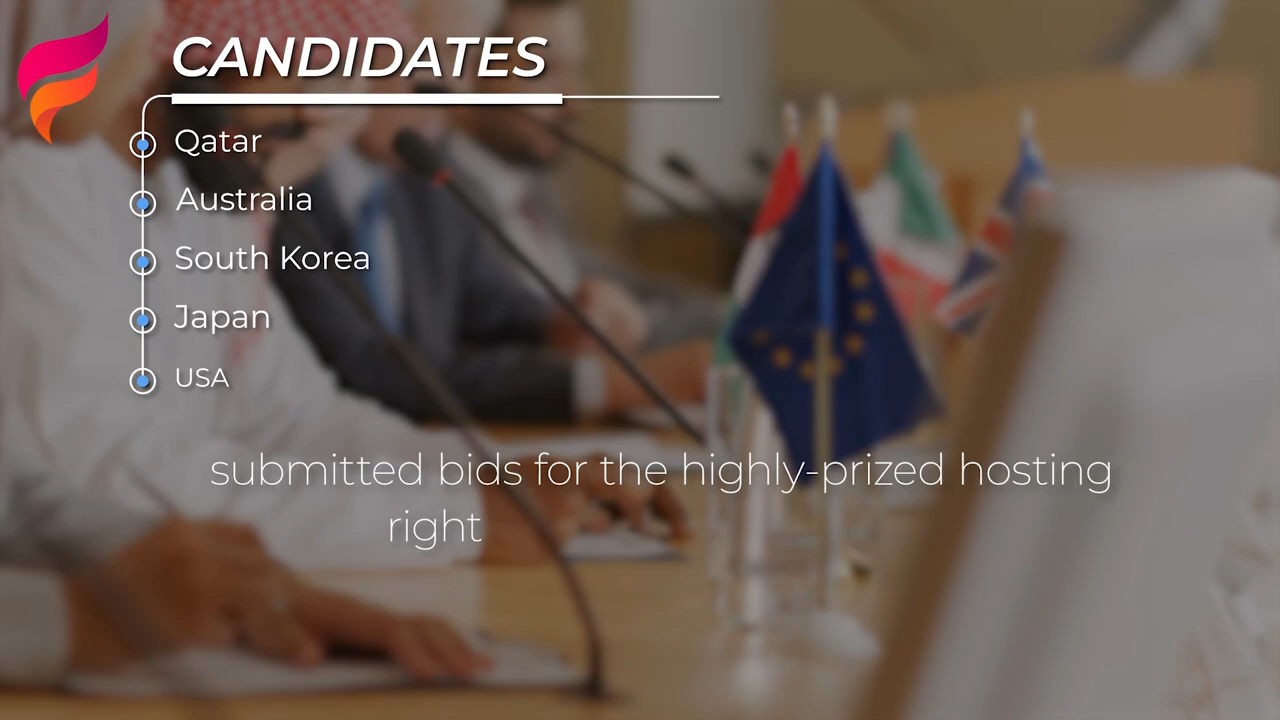 CANDIDATES
Qatar
Australia
South Korea
Japan
USA
submitted bids for the highly-prized hosting
right